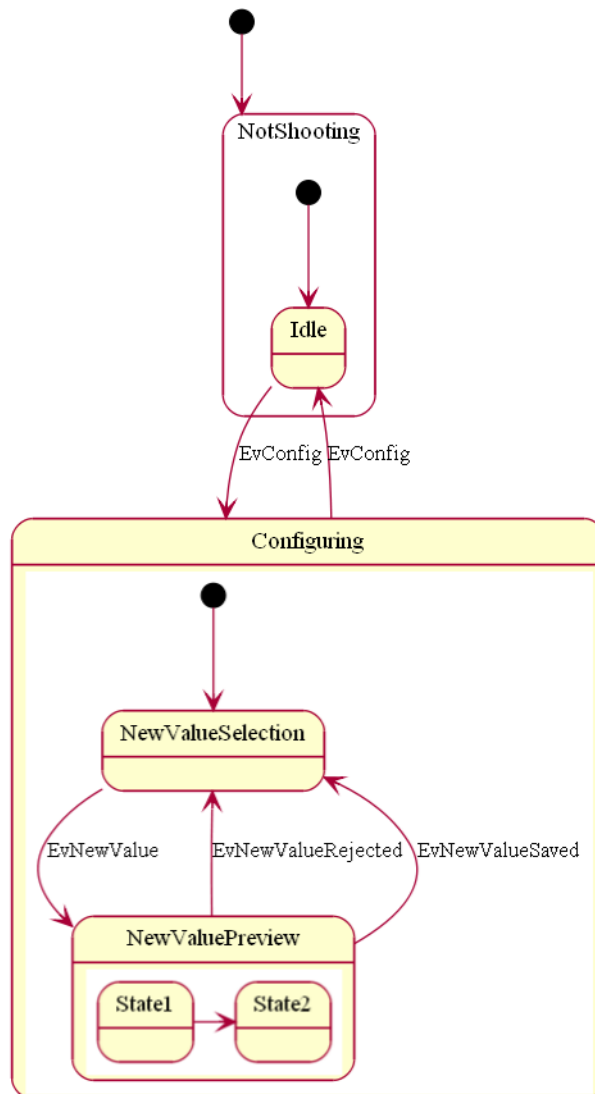 NotShooting
Idle
EvConfig
EvConfig
Configuring
NewValueSelection
EvNewValue
EvNewValueRejected
EvNewValueSaved
NewValuePreview
State1
State2